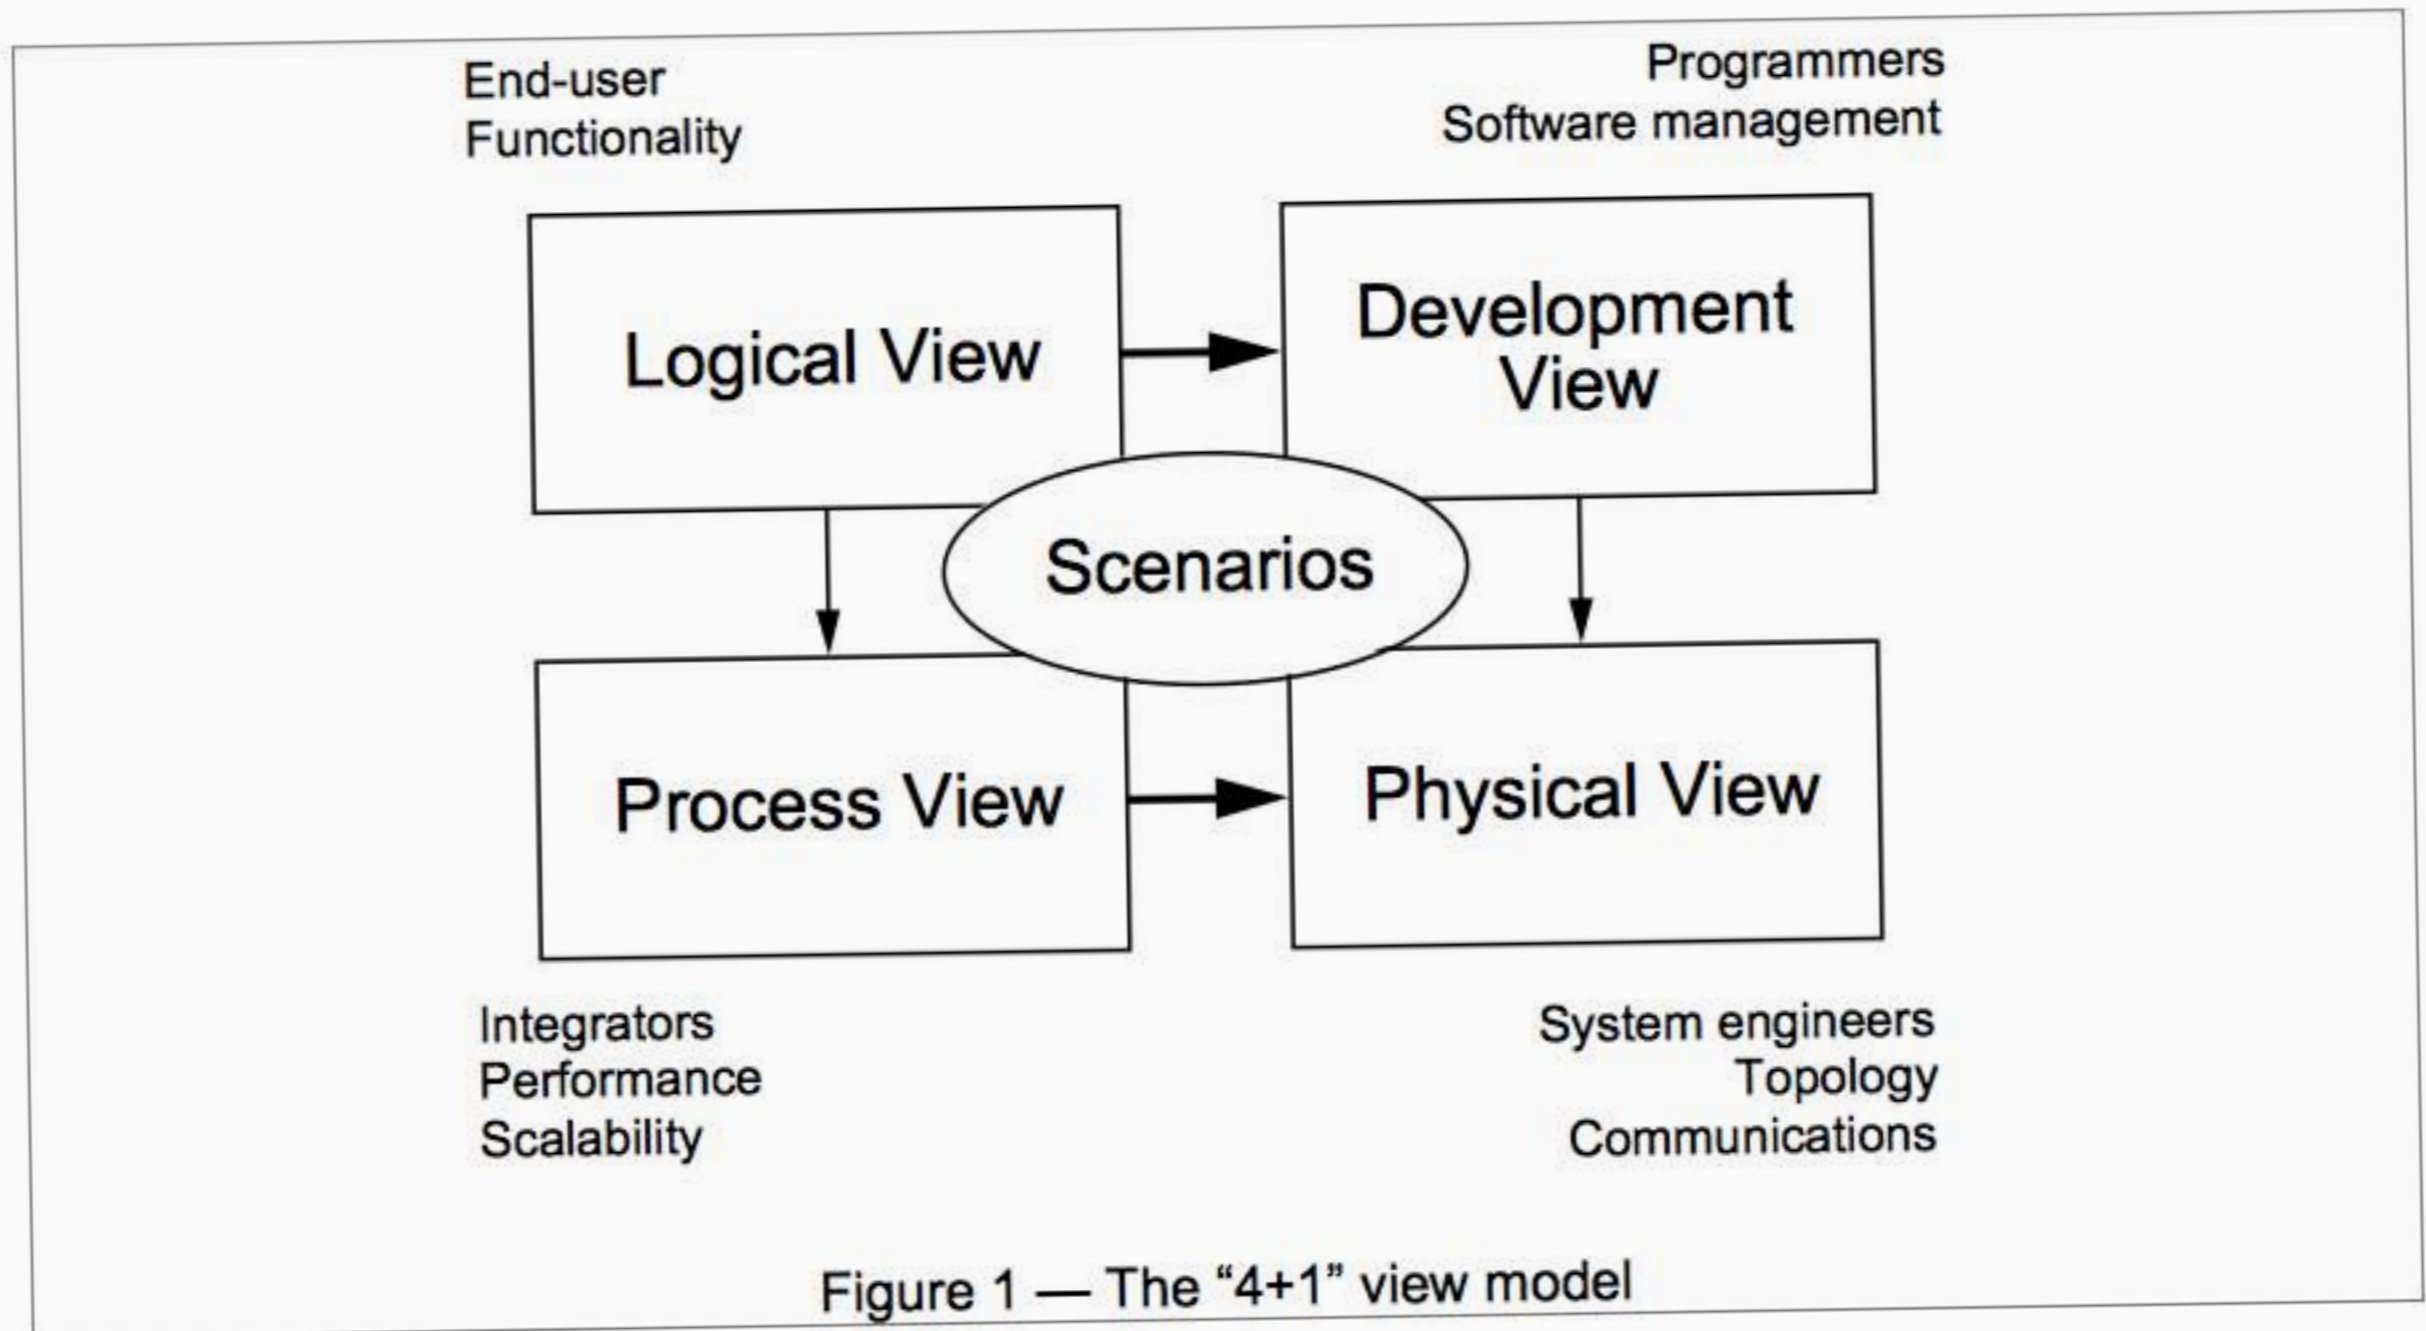 End-user
Functionality
Programmers
Software management
Logical View
Development
View
Scenarios
Process View
Physical View
Integrators
Performance
Scalability
System engineers
Topology
Communications
Figure 1 — The “4+1” view model